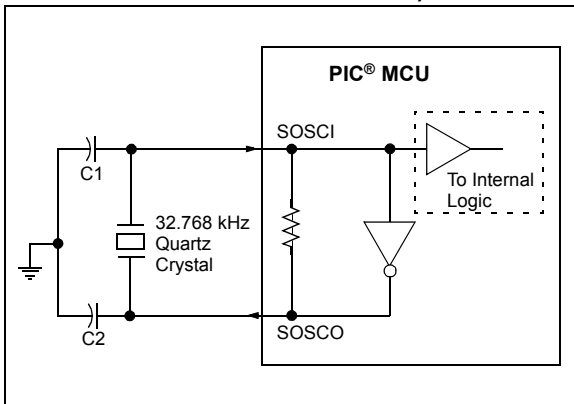 PIC® MCU
SOSCI
C1
To Internal
Logic
32.768 kHz
Quartz
Crystal
SOSCO
C2